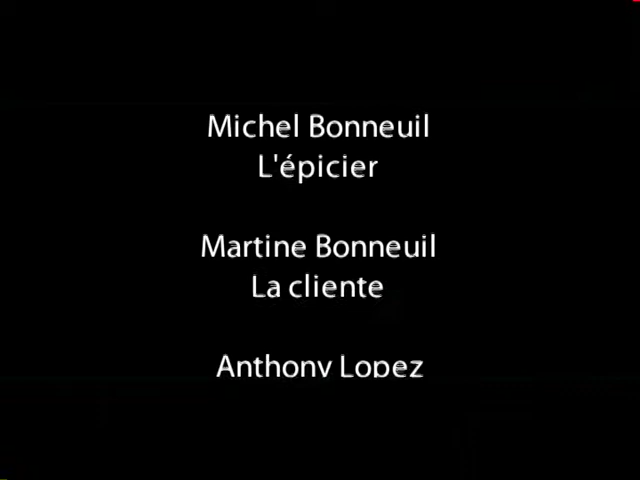 Michel Bonneuil
L'épicier
Martine Bonneuil
La cliente
Anthony Lopez